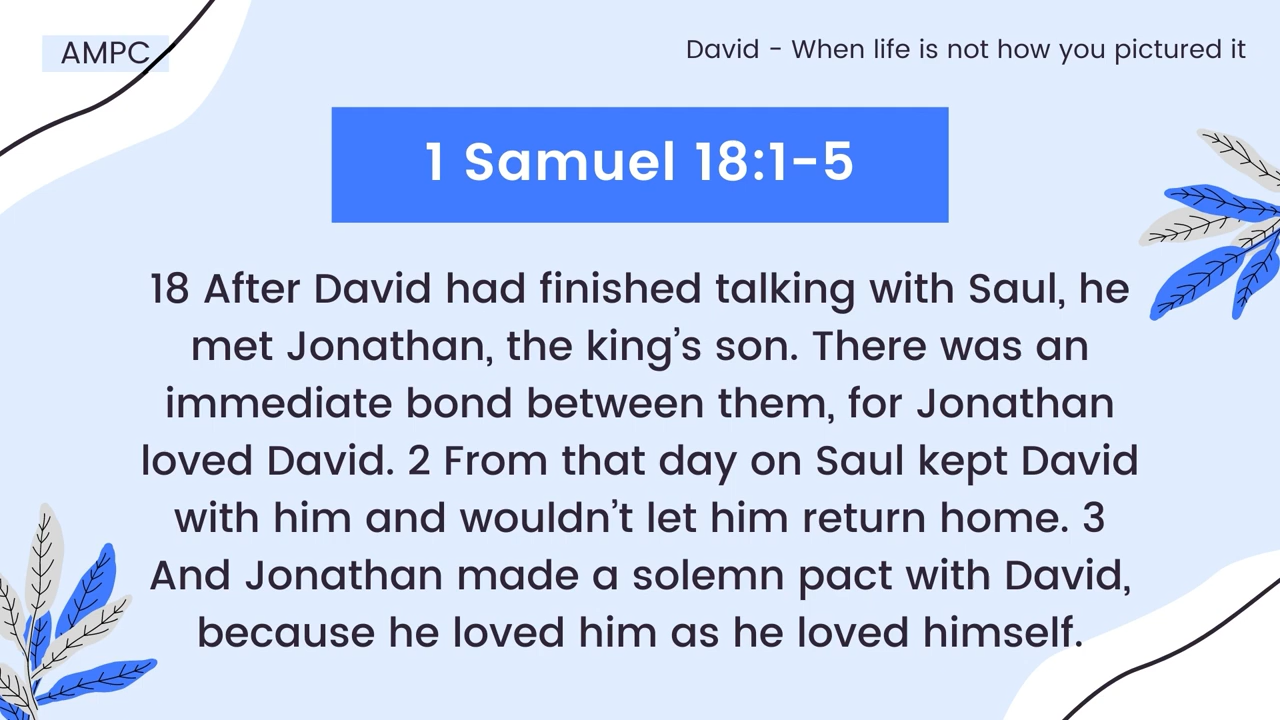 AMPC
David - When life is not how you pictured it
1 Samuel 18:1-5
18 After David had finished talking with Saul, he
met Jonathan, the king’s son. There was an
immediate bond between them, for Jonathan
loved David. 2 From that day on Saul kept David
with him and wouldn’t let him return home. 3
And Jonathan made a solemn pact with David,
because he loved him as he loved himself.